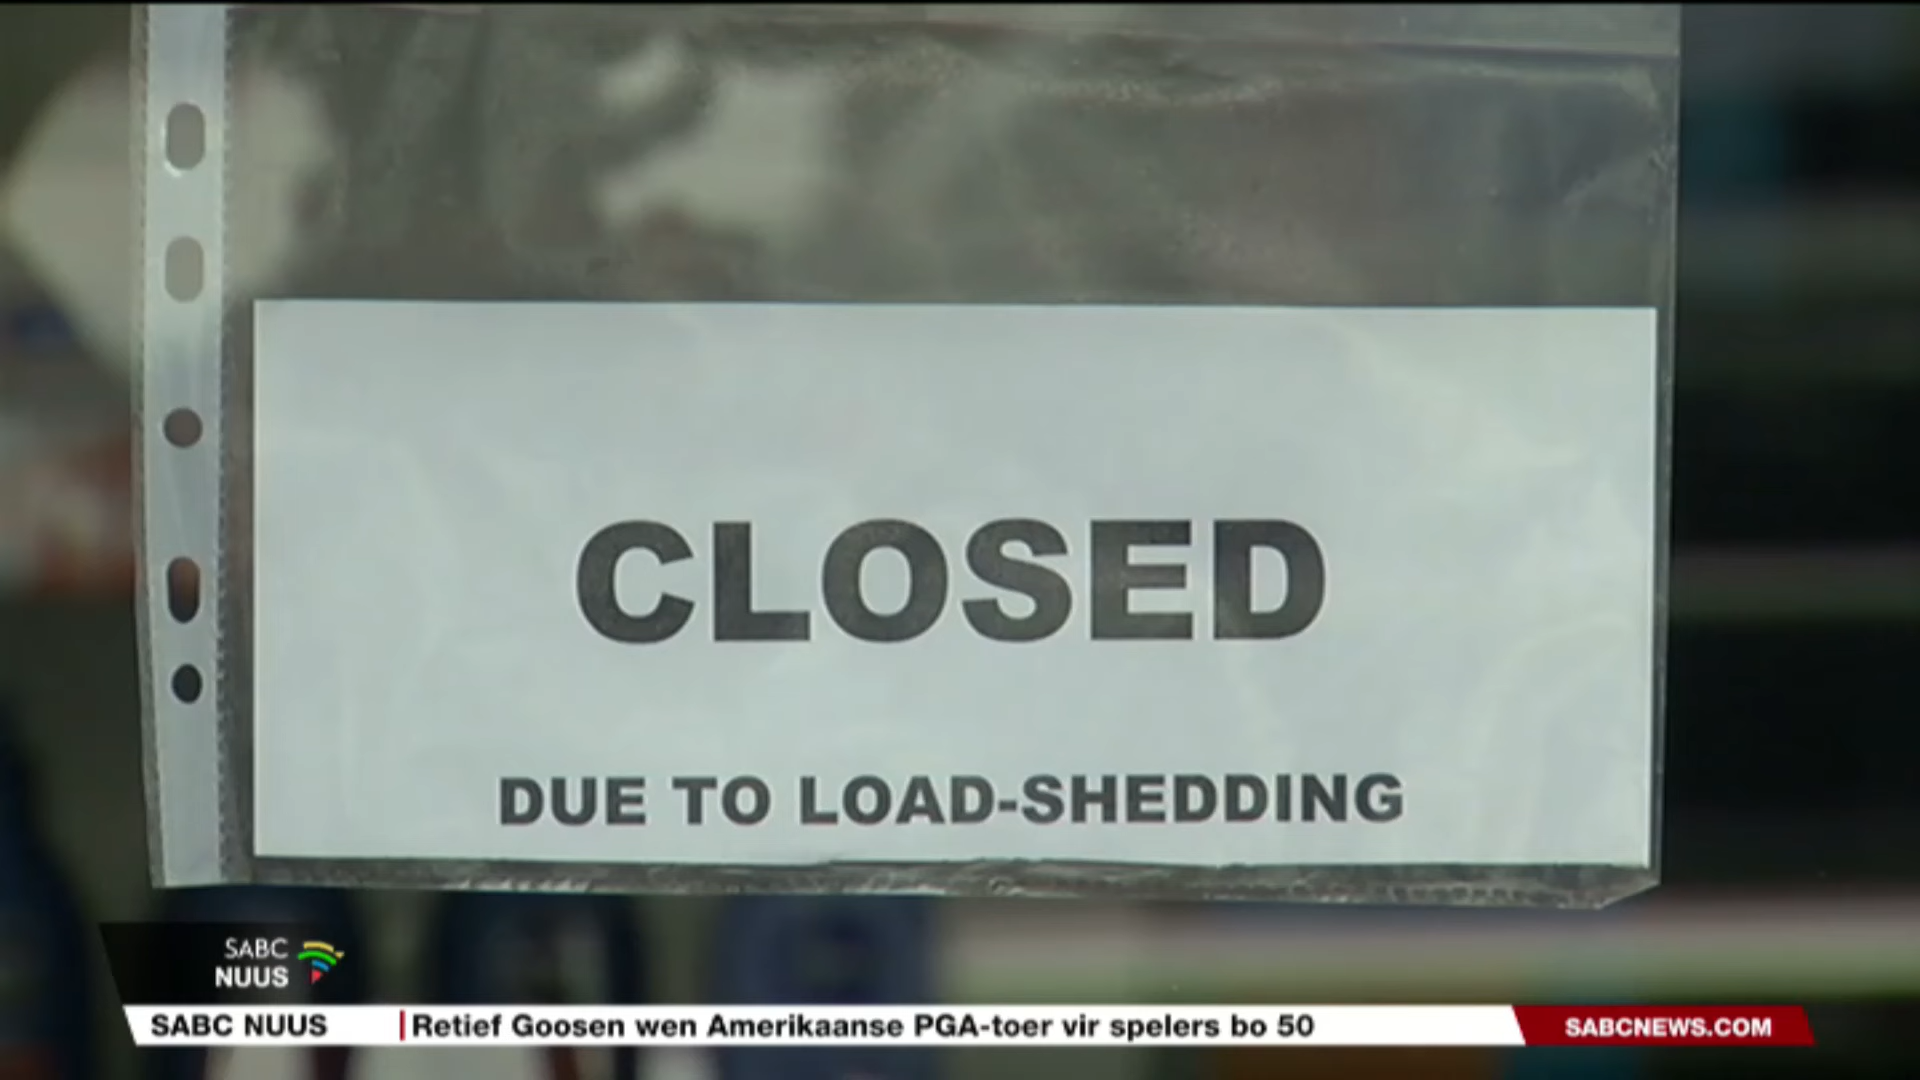 CLOSED
DUE TO LOAD-SHEDDING
SABC
NUUS
SABC NUUS
Retief Goosen wen Amerikaanse PGA-toer vir spelers bo 50
SABCNEWS.COM